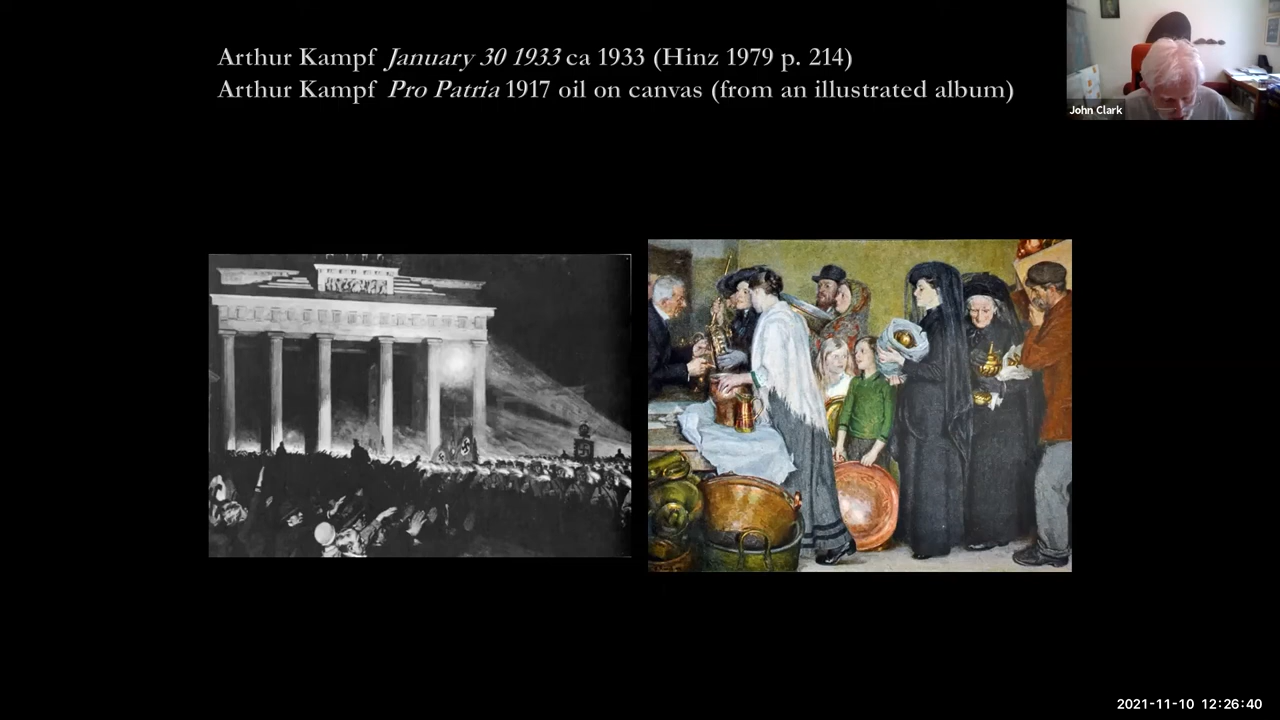 Arthur Kampf January 30 1933 ca 1933 (Hinz 1979 p. 214)
Arthur Kampf Pro Patria 1917 oil on canvas (from an illustrated album)
John Clark
2021-11-10 12:26:40